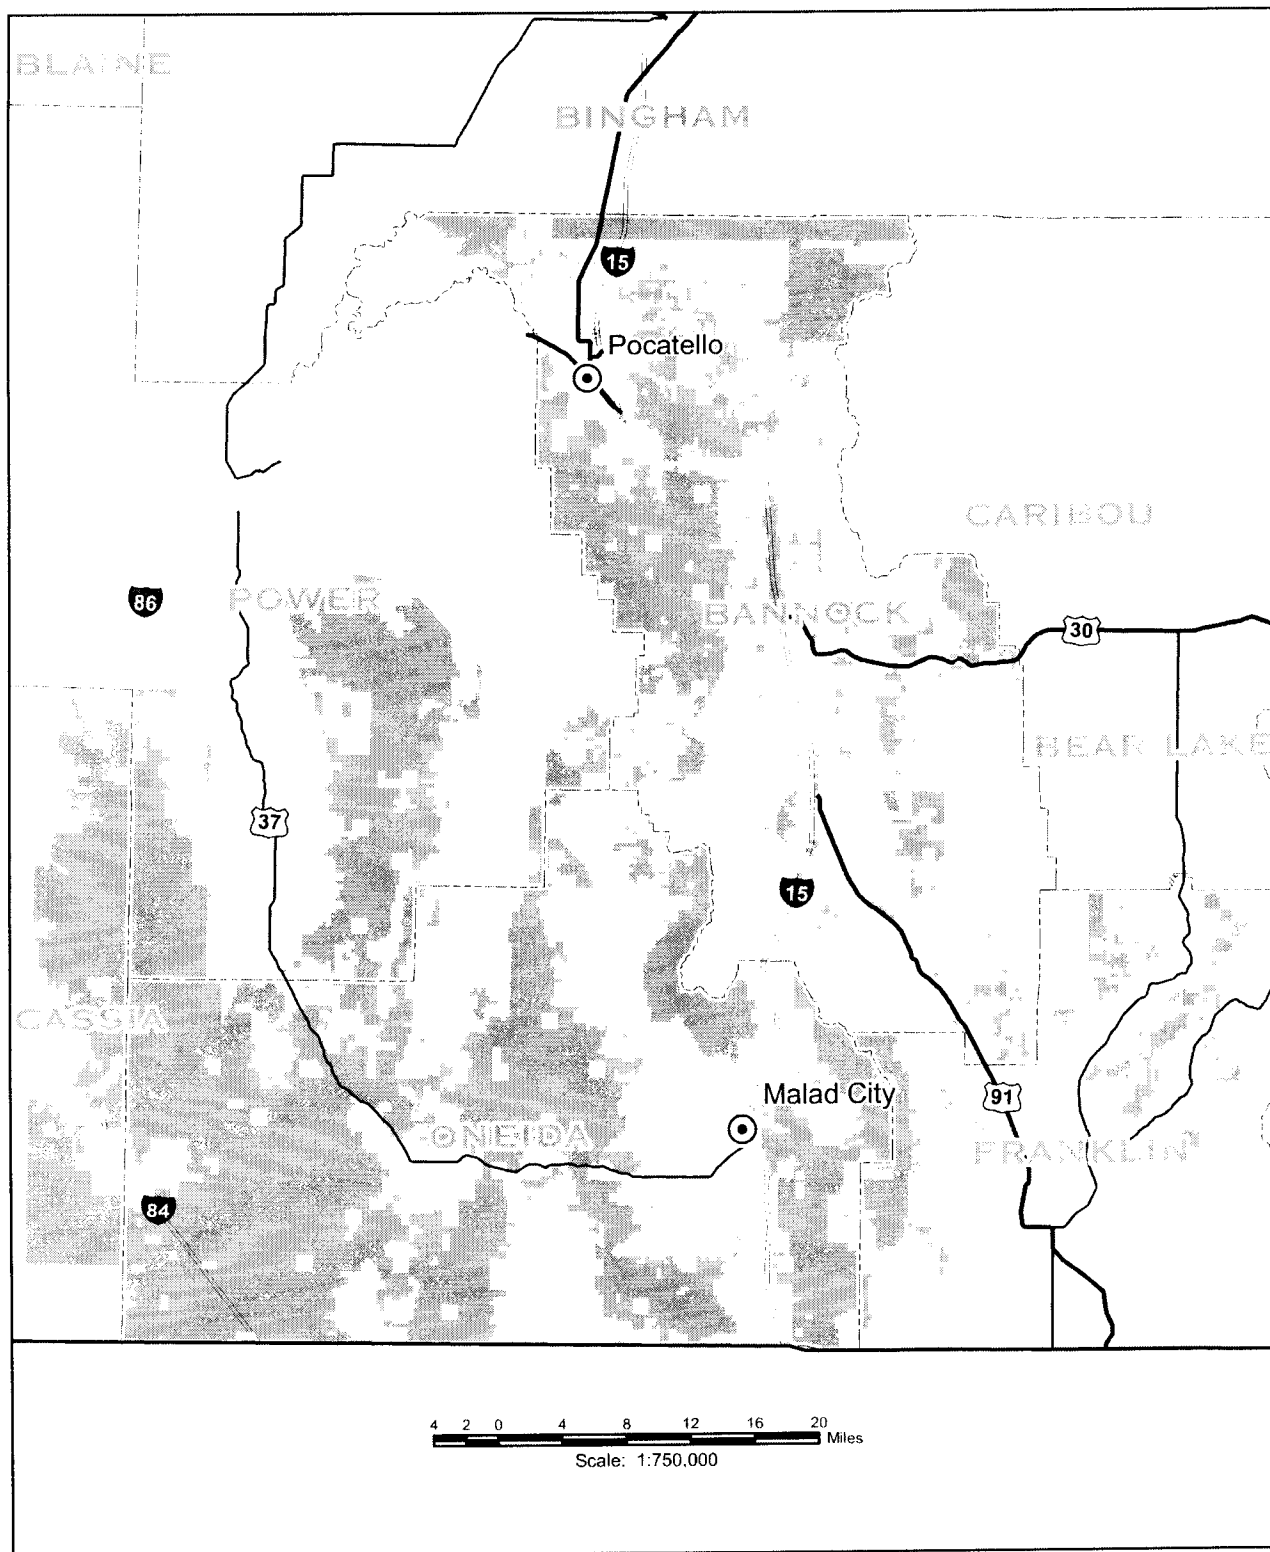 BLAINE
BINGHAM
15
Pocatello
CARIBOU
86
POWER
BANNOCK
30
BEAR LAKE
37
15
CASSIA
Malad City
91
ONEIDA
FRANKLIN
84
4 2 0 4 8 12 16 20
Miles
Scale: 1:750,000